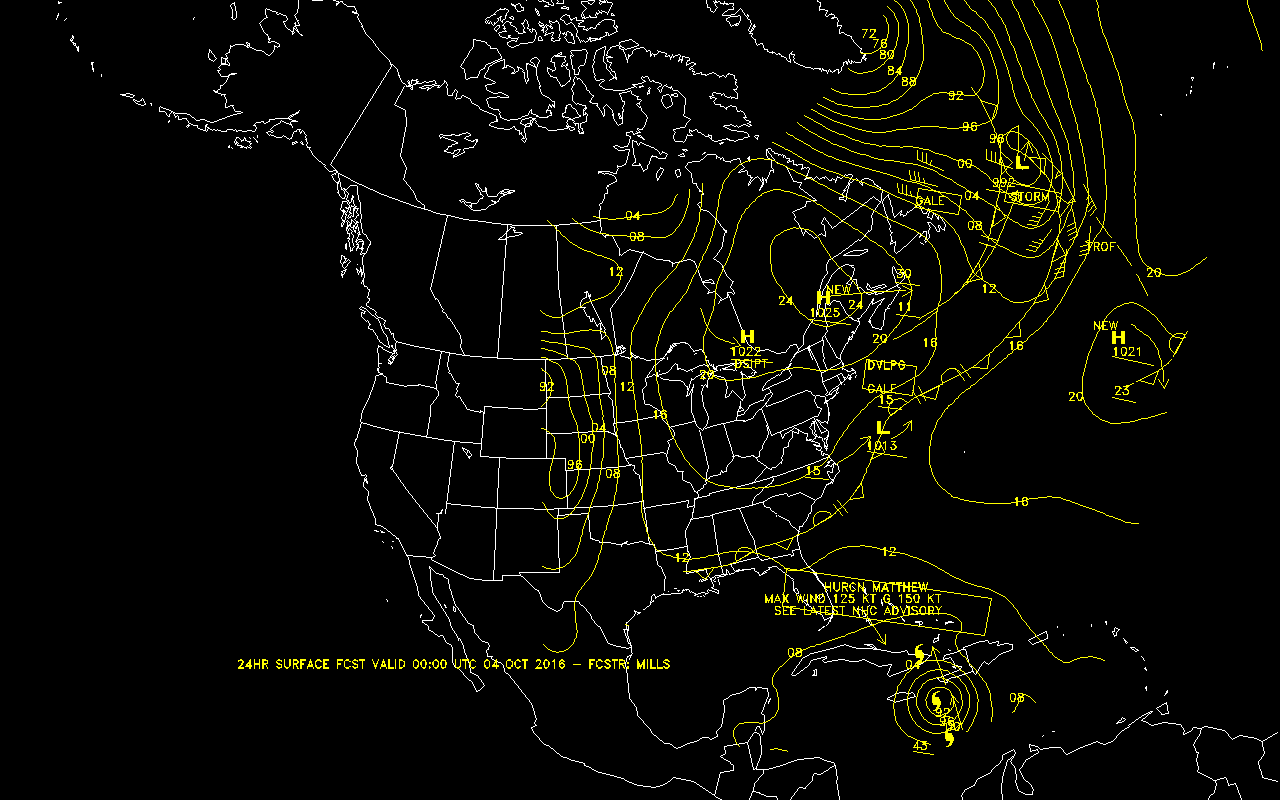 72
76
80
84
88
92
96
98
L
00
992
04
GALE
STORM
04
08
08
TROF
12
30
20
12
NEW
24
H
24
11
1025
NEW
H
20
16
16
1021
H
1022
DSIPT
DVLPG
08
20
92
12
GALE
23
20
15
16
L
04
00
1013
96
08
15
16
12
12
HURCN MATTHEW
MAX WIND 125 KT G 150 KT
SEE LATEST NHC ADVISORY
08
24HR SURFACE FCST VALID 00:00 UTC 04 OCT 2016 – FCSTR: MILLS
04
08
92
96
43